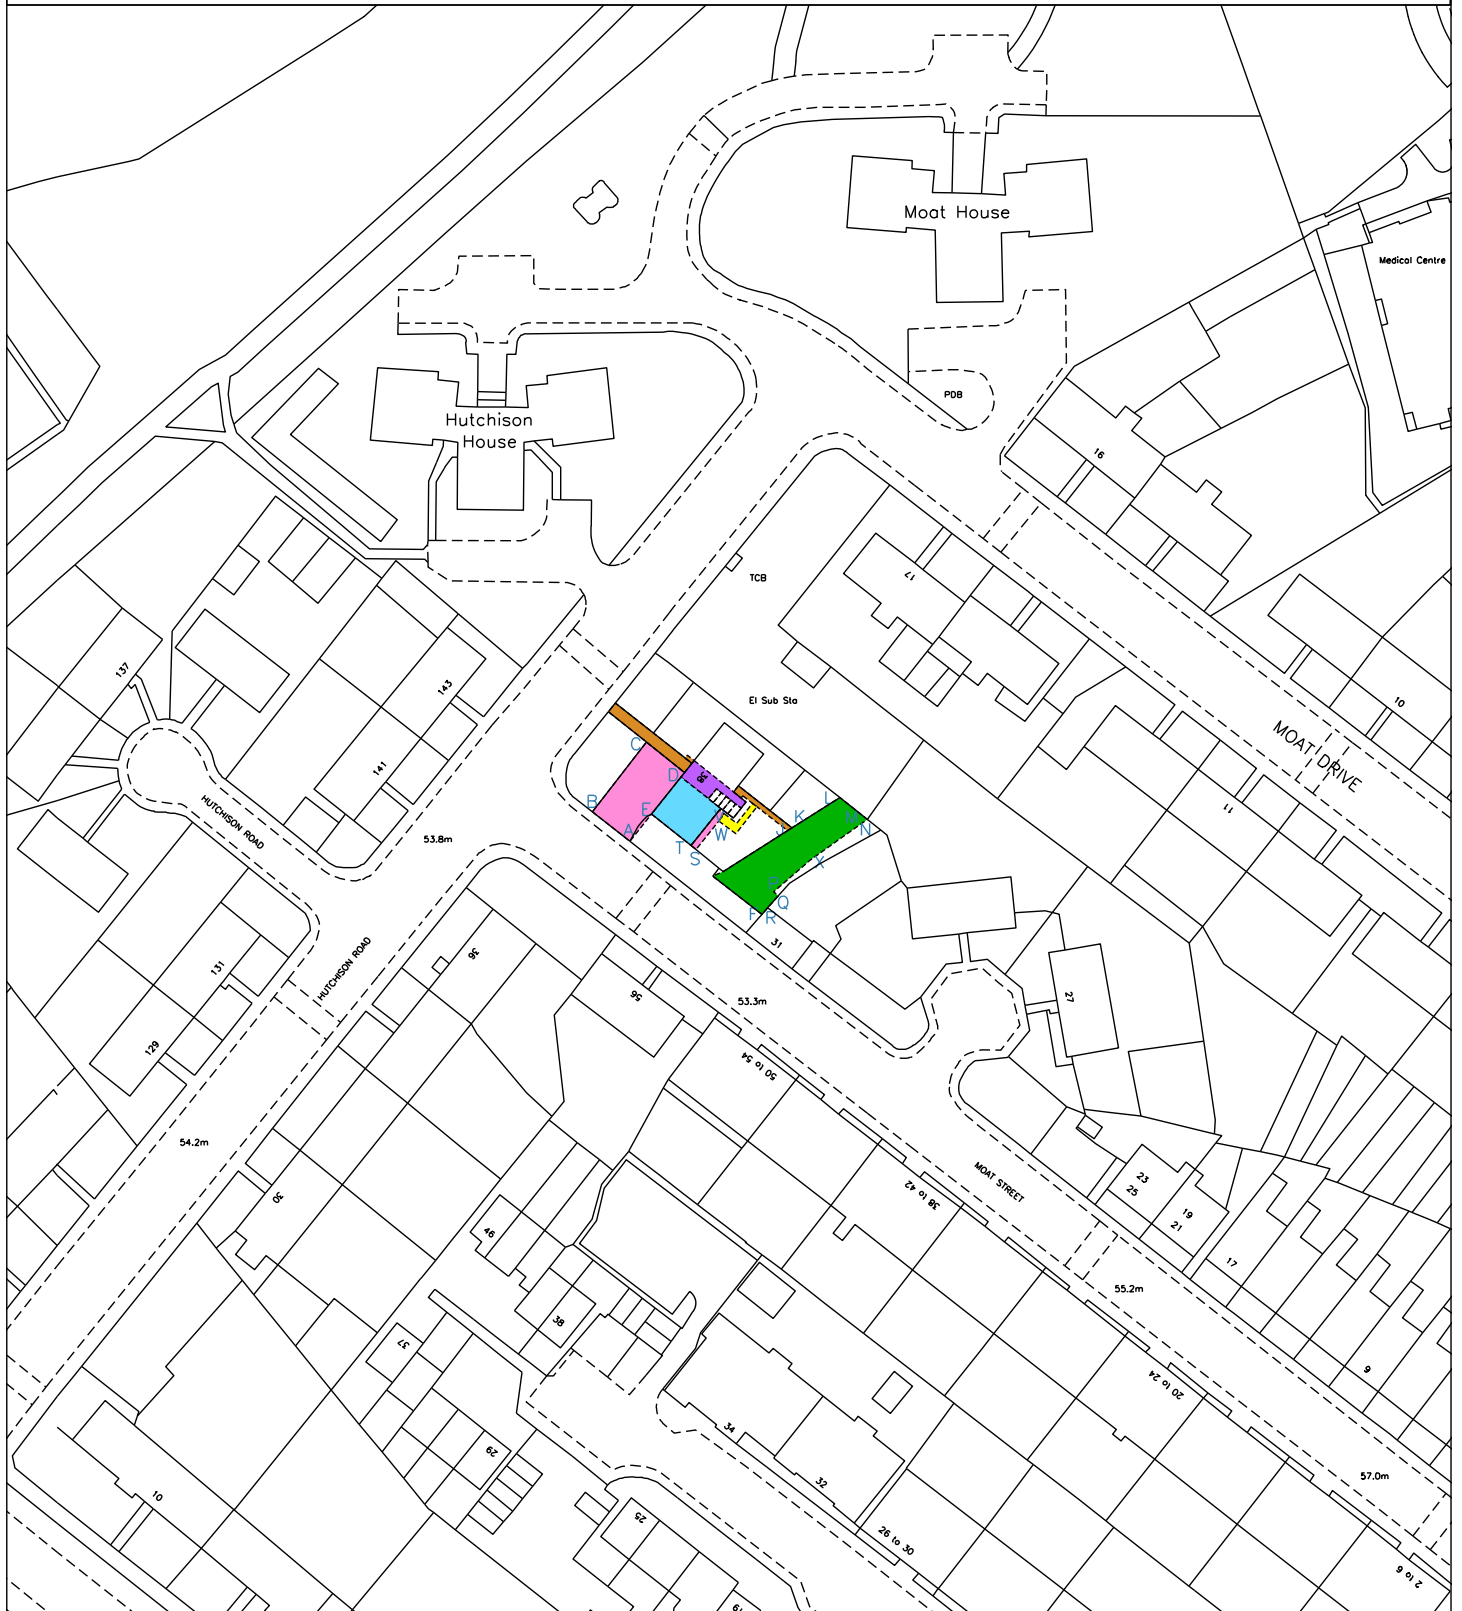 Moat House
Medical Centre
PDB
Hutchison
House
16
17
TCB
137
143
El Sub Sta
10
MOAT DRIVE
C
D
38
B
E
141
L
HUTCHISON ROAD
53.8m
A
V
W
K
J
M
N
11
T
S
X
P
Q
F
R
31
36
HUTCHISON ROAD
131
56
53.3m
27
129
50 to 54
54.2m
MOAT STREET
23
25
30
38 to 42
19
21
46
17
55.2m
38
37
9
20 to 24
34
29
57.0m
32
10
25
26 to 30
2 to 6